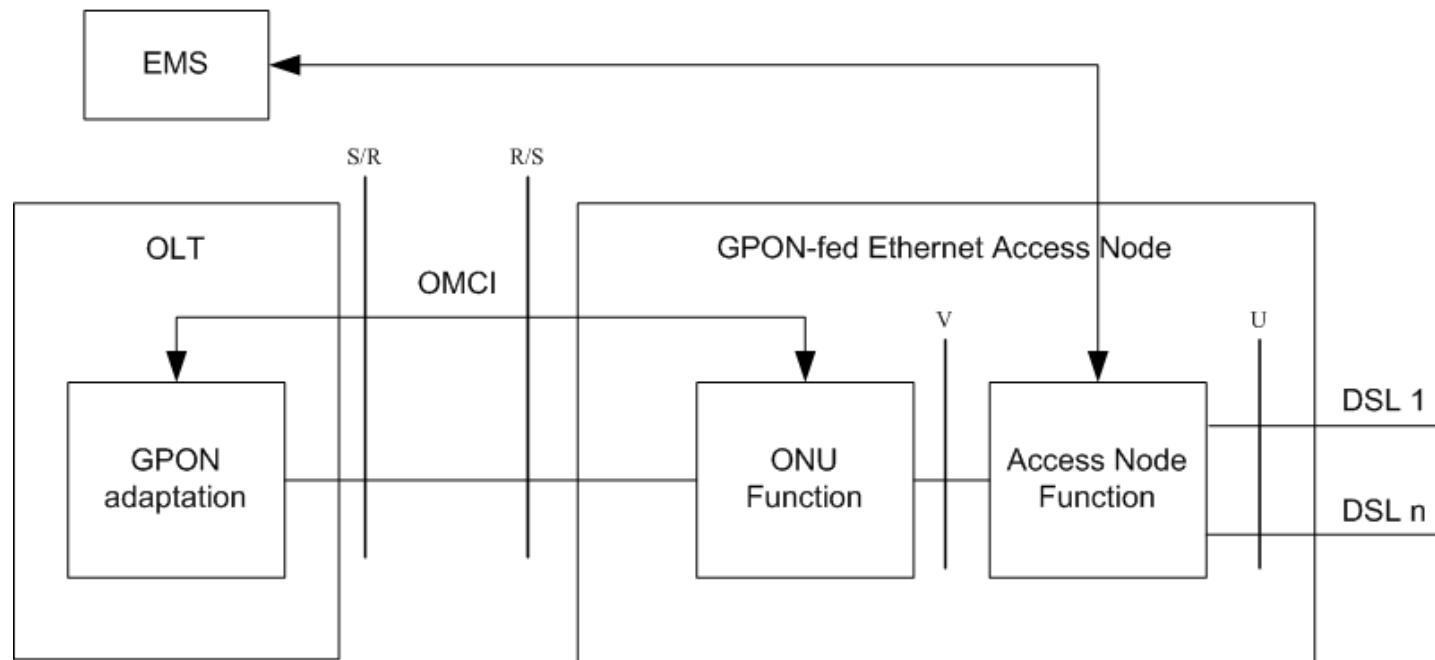 EMS
S/R
R/S
OLT
GPON-fed Ethernet Access Node
OMCI
V
U
GPON
adaptation
ONU
Function
Access Node
Function
DSL 1
DSL n